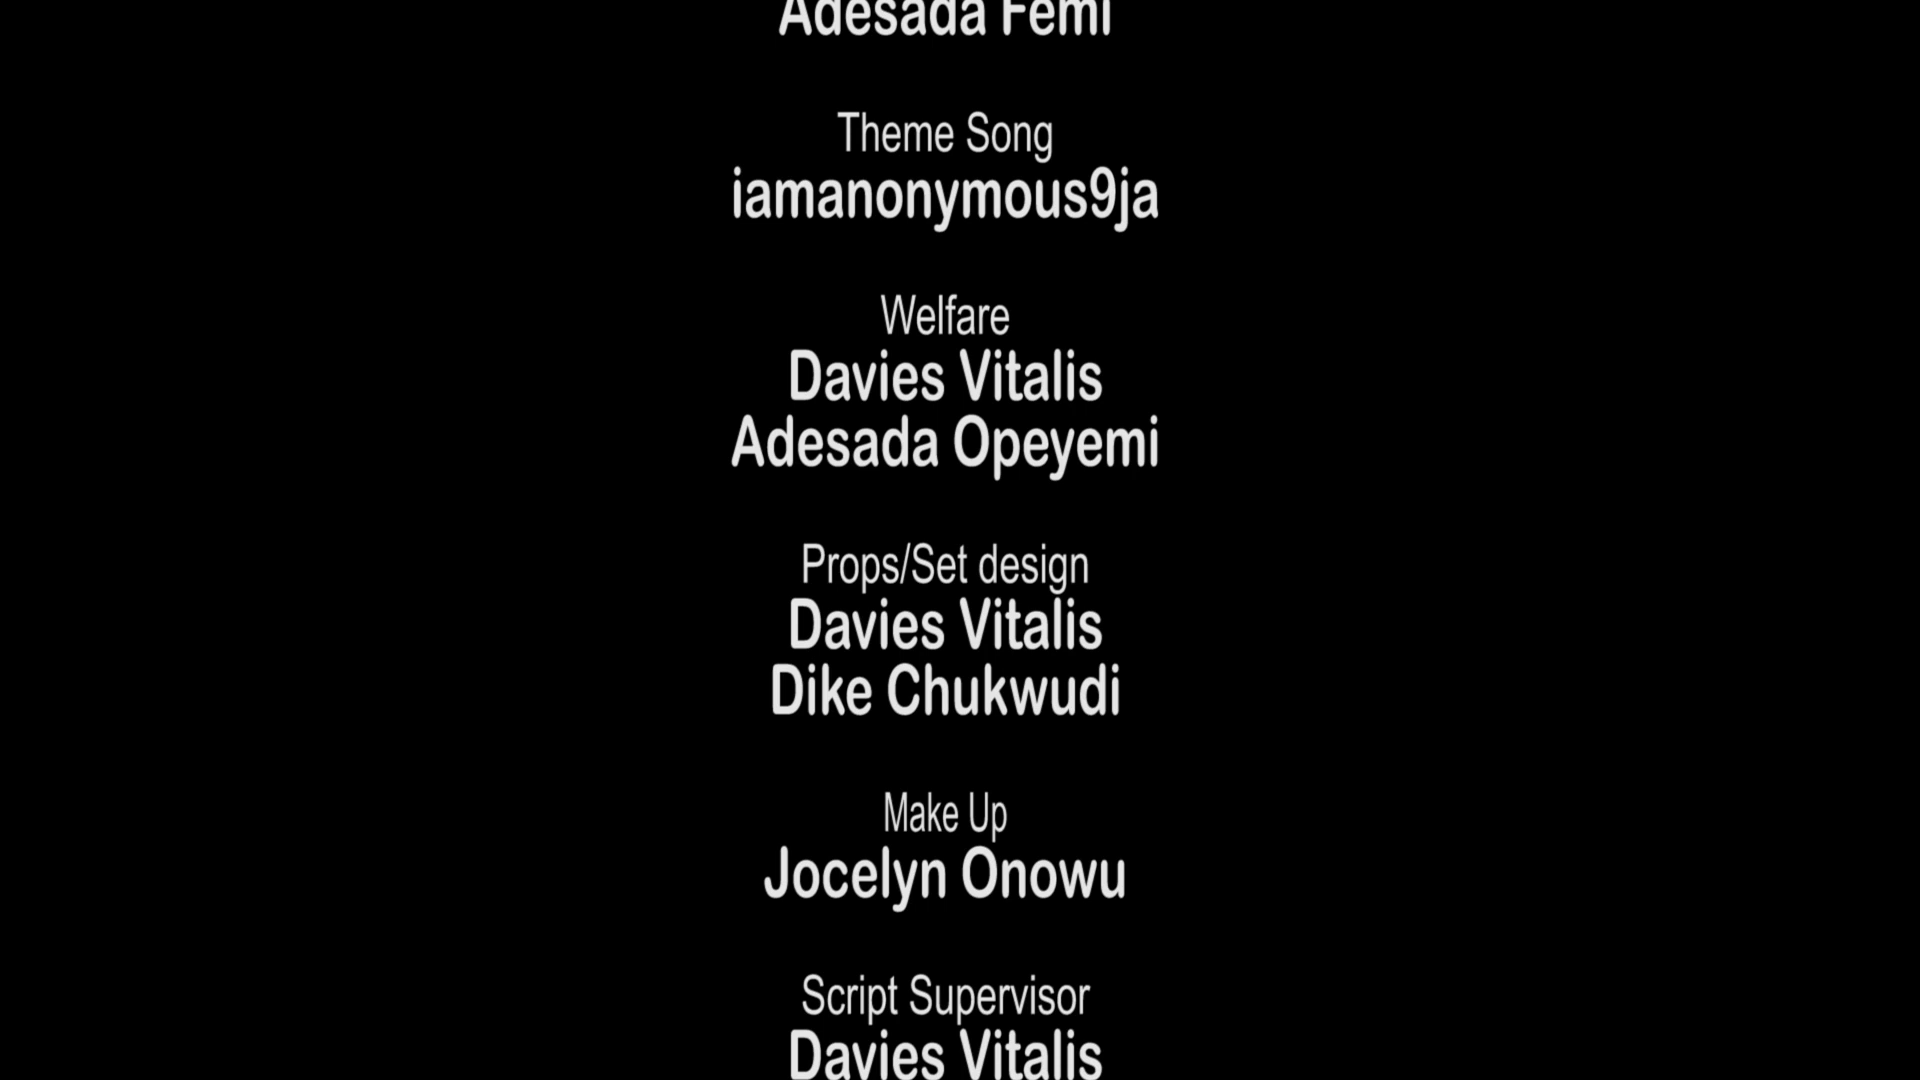 Adesada Femi
Theme Song
iamanonymous9ja
Welfare
Davies Vitalis
Adesada Opeyemi
Props/Set design
Davies Vitalis
Dike Chukwudi
Make Up
Jocelyn Onowu
Script Supervisor
Davies Vitalis